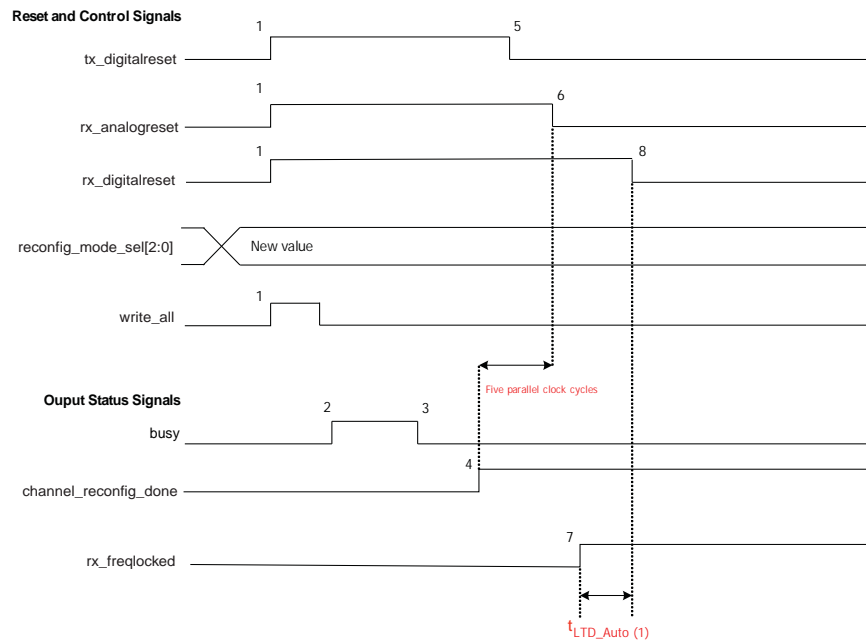 Reset and Control Signals
1
5
tx_digitalreset
1
6
rx_analogreset
1
8
rx_digitalreset
reconfig_mode_sel[2:0]
New value
1
write_all
Five parallel clock cycles
Ouput Status Signals
2
3
busy
4
channel_reconfig_done
7
rx_freqlocked
tLTD_Auto (1)